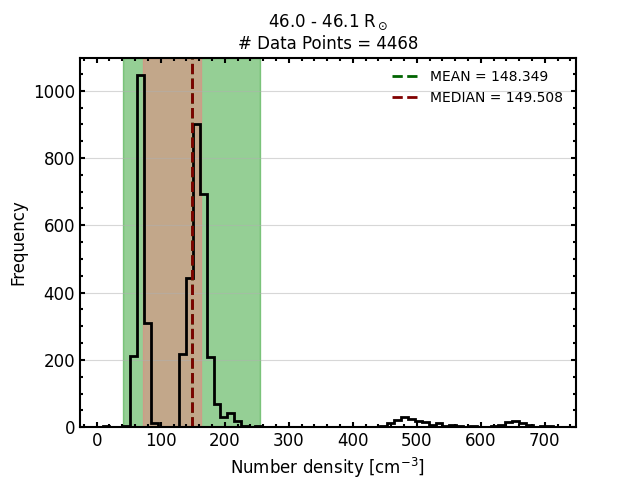 46.0 - 46.1 R⊙
# Data Points = 4468
MEAN = 148.349
MEDIAN = 149.508
1000
800
600
400
200
0
Frequency
0 100 200 300 400 500 600 700
Number density [cm⁻³]